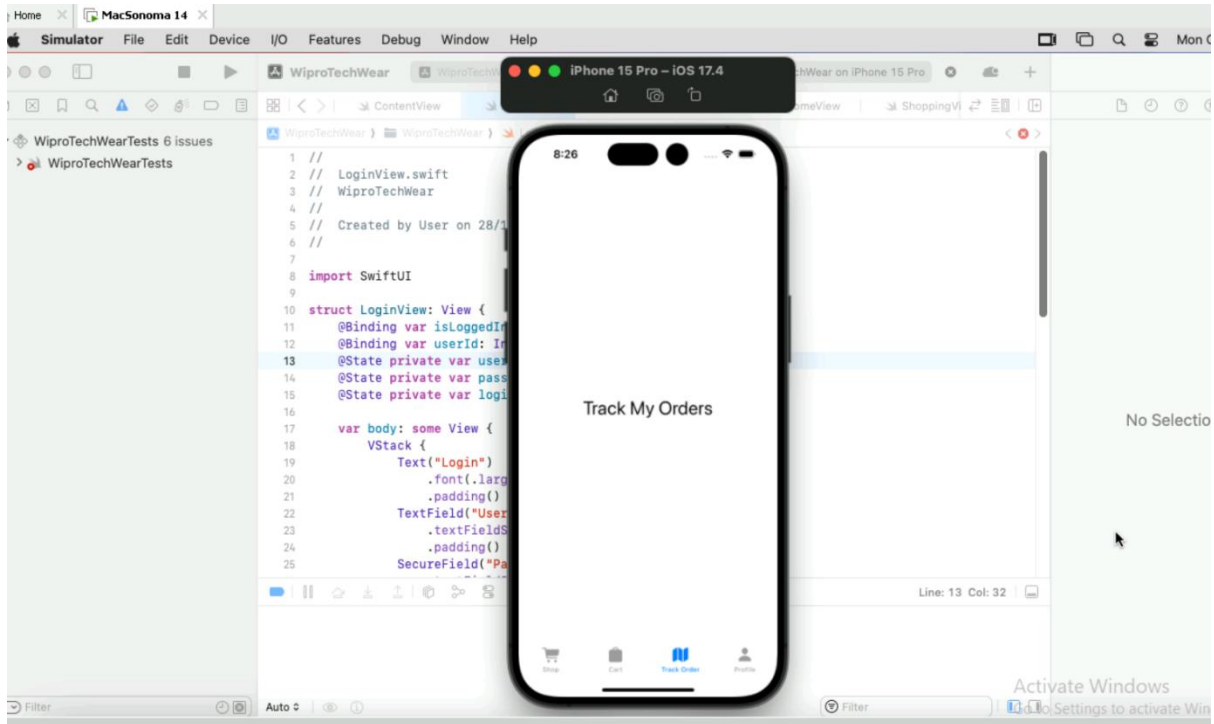 Home
MacSonoma 14
Simulator File Edit Device I/O Features Debug Window Help
Mon
WiproTechWear
iPhone 15 Pro – iOS 17.4
chWear on iPhone 15 Pro
ContentView
omeView
ShoppingVi
WiproTechWearTests 6 issues
WiproTechWearTests
WiproTechWear WiproTechWear
1 //
2 // LoginView.swift
3 // WiproTechWear
4 //
5 // Created by User on 28/1
6 //
7
8 import SwiftUI
9
10 struct LoginView: View {
11 @Binding var isLoggedIn
12 @Binding var userId: In
13 @State private var user
14 @State private var pass
15 @State private var logi
16
17 var body: some View {
18 VStack {
19 Text("Login")
20 .font(.larg
21 .padding()
22 TextField("User
23 .textFieldS
24 .padding()
25 SecureField("Pa
8:26
Track My Orders
Shop Cart Track Order Profile
No Selectio
Line: 13 Col: 32
Filter
Auto
Filter
Activate Windows
Go to Settings to activate Win